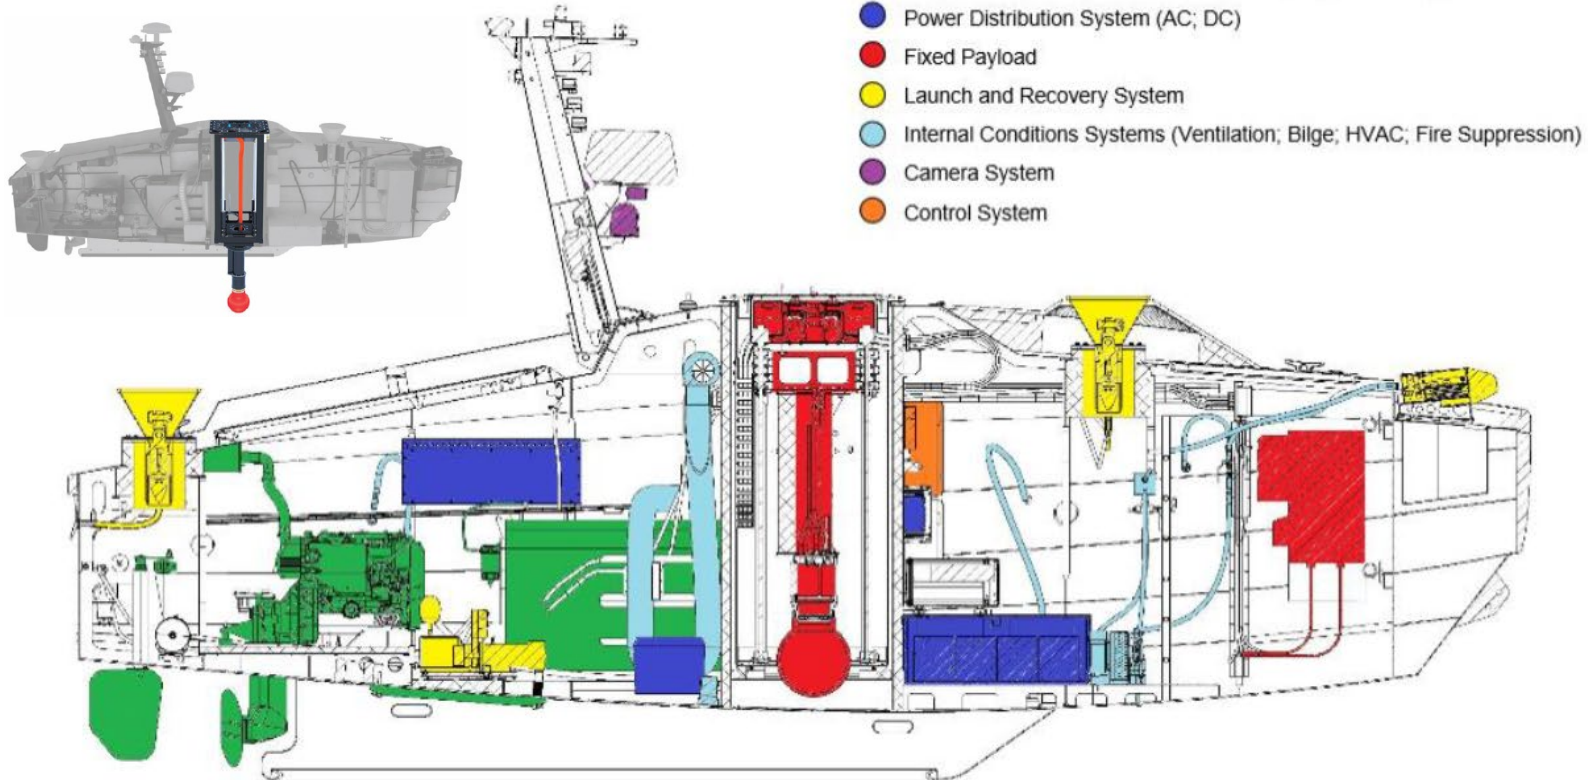 Power Distribution System (AC; DC)
Fixed Payload
Launch and Recovery System
Internal Conditions Systems (Ventilation; Bilge; HVAC; Fire Suppression)
Camera System
Control System